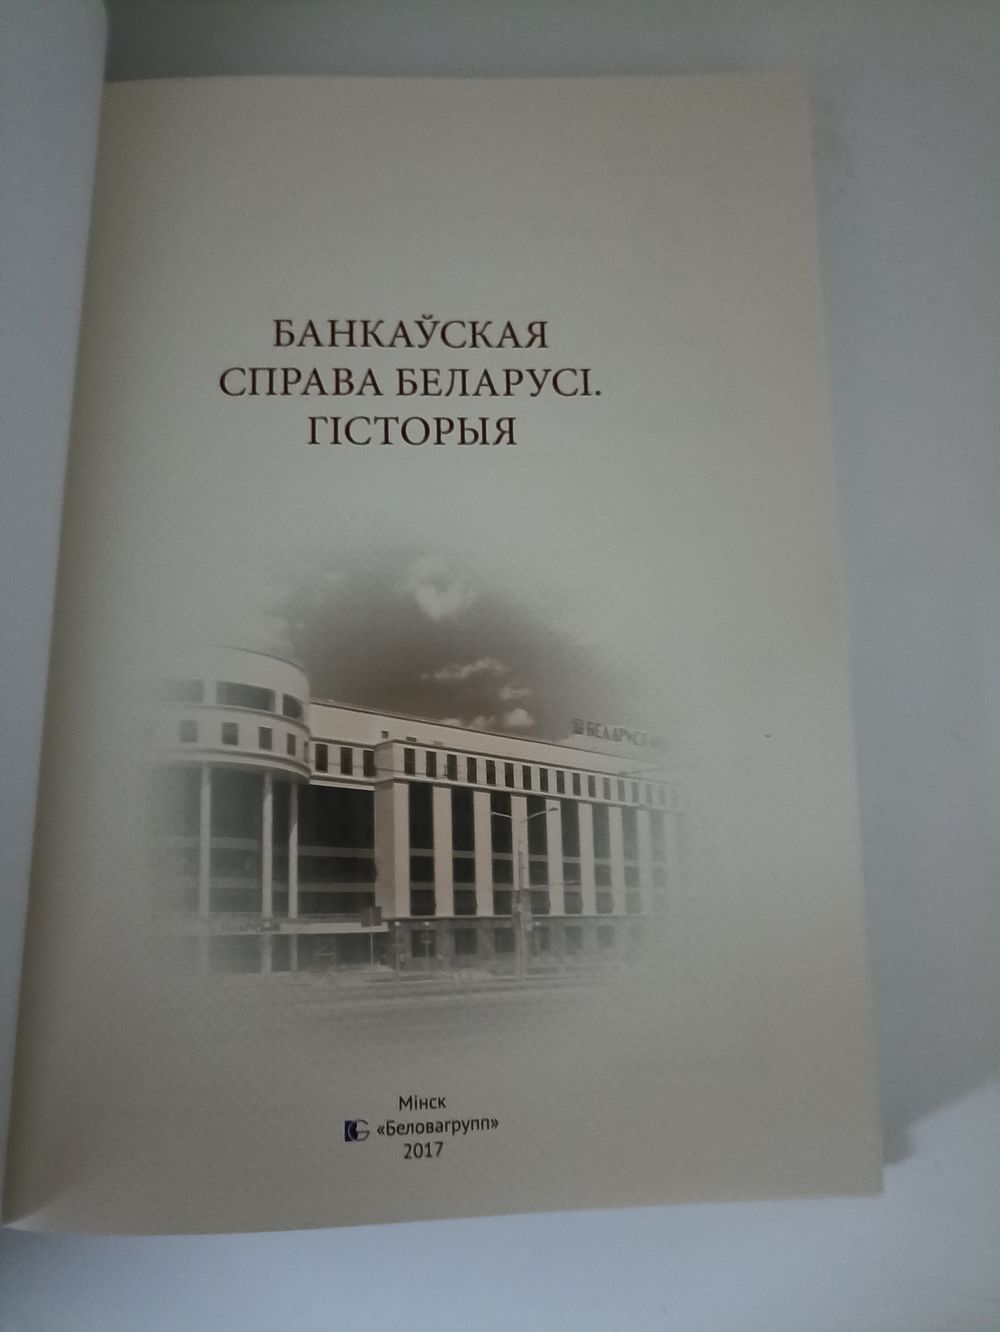 БАНКАЎСКАЯ
СПРАВА БЕЛАРУСІ.
ГІСТОРЫЯ
Мінск
«Беловагрупп»
2017